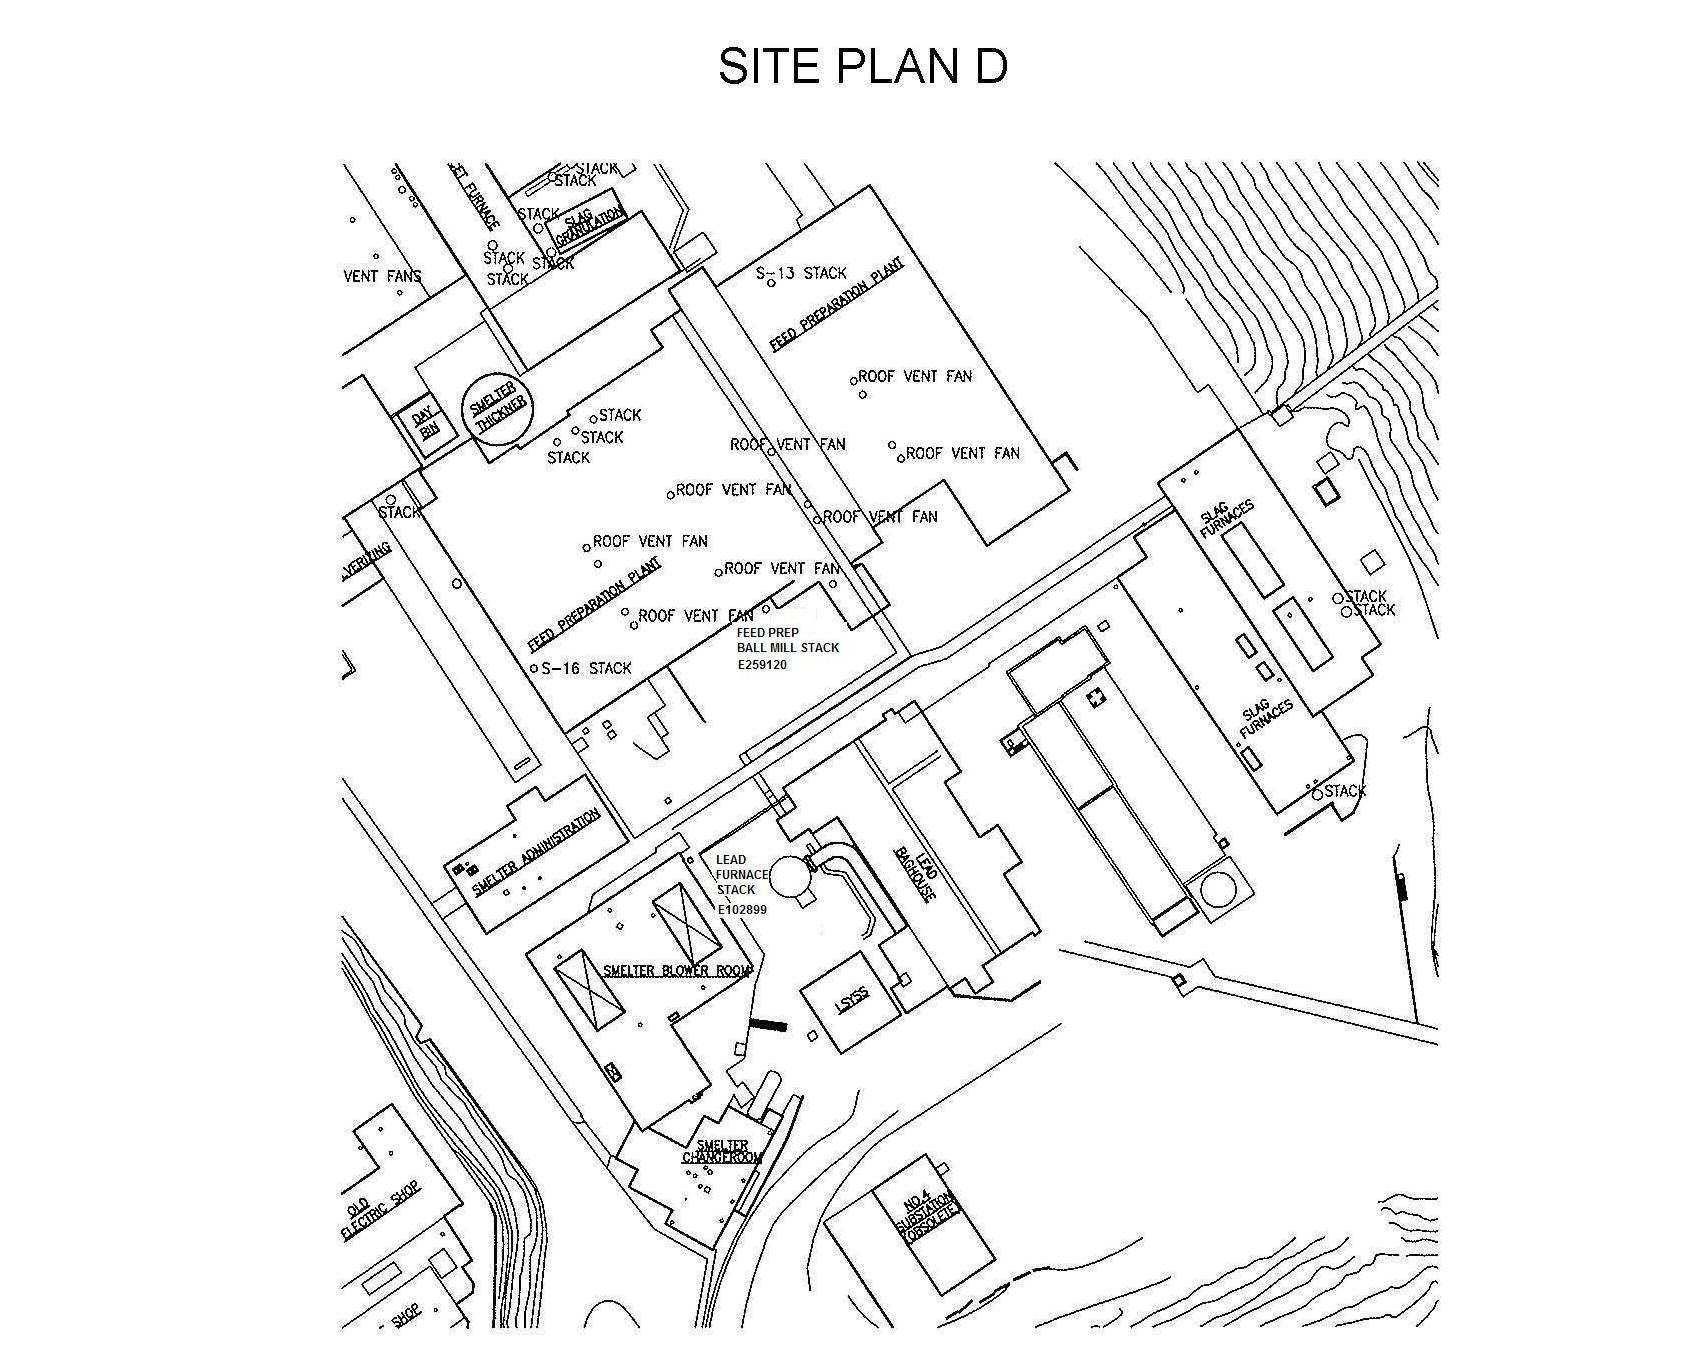 SITE PLAN D
STACK
STACK
STACK
SLAG
GRANULATION
STACK
STACK
STACK
FURNACE
VENT FANS
S-13 STACK
FEED PREPARATION PLANT
ROOF VENT FAN
ROOF VENT FAN
SMELTER
THICKNER
DAY
BIN
STACK
STACK
STACK
ROOF VENT FAN
ROOF VENT FAN
ROOF VENT FAN
STACK
ROOF VENT FAN
ROOF VENT FAN
FEED PREPARATION PLANT
ROOF VENT FAN
S-16 STACK
FEED PREP
BALL MILL STACK
E259120
SLAG
FURNACES
STACK
STACK
SLAG
FURNACES
STACK
SMELTER ADMINISTRATION
LEAD
FURNACE
STACK
E102899
LEAD
BAGHOUSE
SMELTER BLOWER ROOM
LSYSS
SMELTER
CHANGEROOM
OLD
ELECTRIC SHOP
SHOP
NO.4
SUBSTATION
(OBSOLETE)